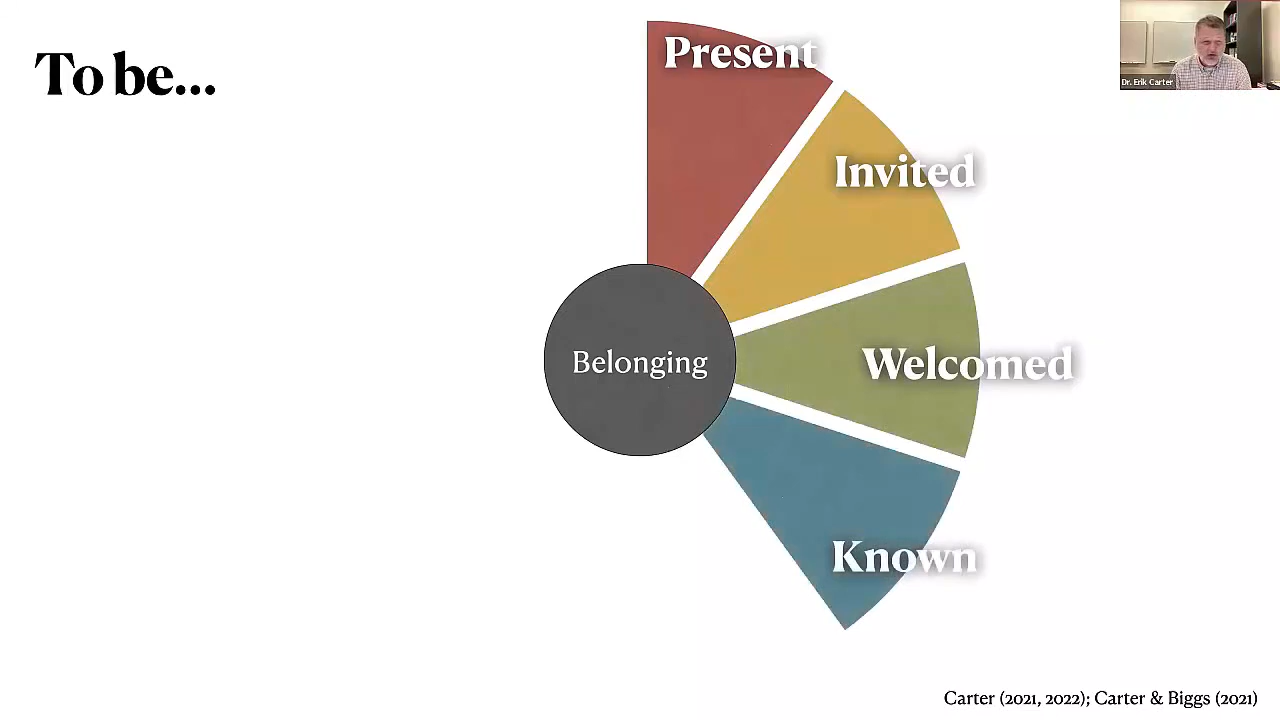 To be...
Present
Dr. Erik Carter
Invited
Belonging
Welcomed
Known
Carter (2021, 2022); Carter & Biggs (2021)